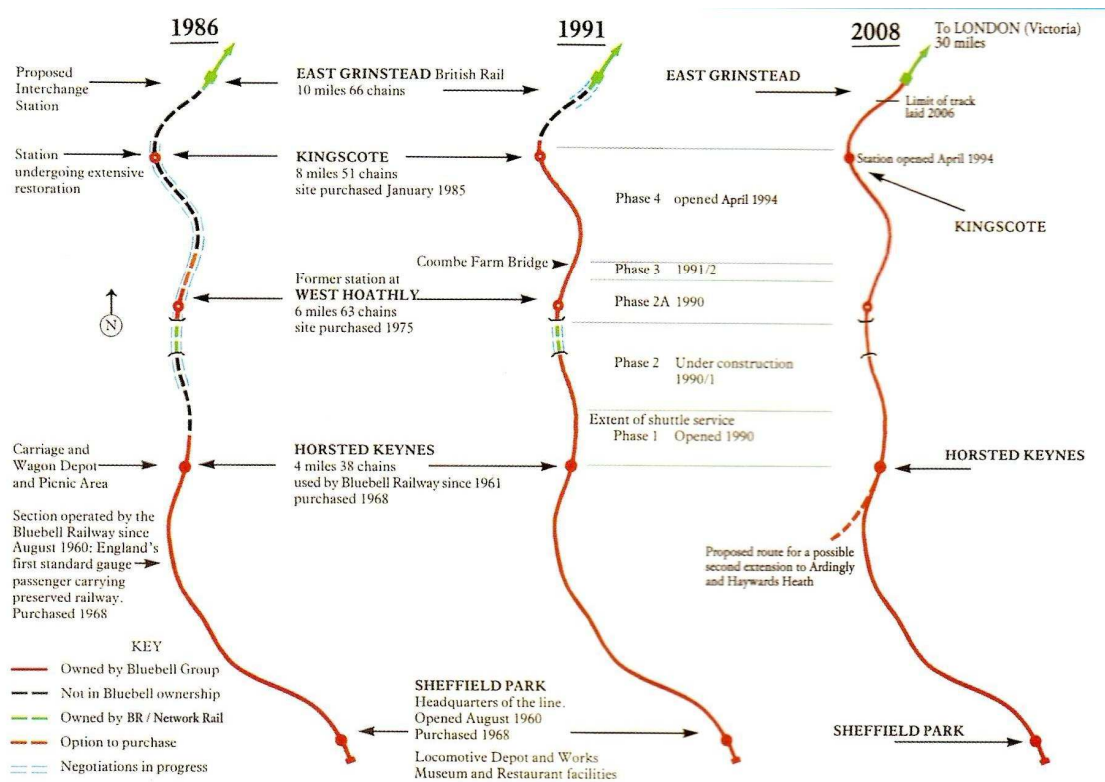 1986
1991
2008
To LONDON (Victoria)
30 miles
Proposed
Interchange
Station
EAST GRINSTEAD British Rail
10 miles 66 chains
EAST GRINSTEAD
Limit of track
laid 2006
Station
undergoing extensive
restoration
KINGSCOTE
8 miles 51 chains
site purchased January 1985
Station opened April 1994
Phase 4 opened April 1994
KINGSCOTE
Coombe Farm Bridge
Phase 3 1991/2
Former station at
WEST HOATHLY
6 miles 63 chains
site purchased 1975
Phase 2A 1990
N
Phase 2 Under construction
1990/1
Extent of shuttle service
Phase 1 Opened 1990
Carriage and
Wagon Depot
and Picnic Area
HORSTED KEYNES
4 miles 38 chains
used by Bluebell Railway since 1961
purchased 1968
HORSTED KEYNES
Section operated by the
Bluebell Railway since
August 1960: England's
first standard gauge
passenger carrying
preserved railway.
Purchased 1968
Proposed route for a possible
second extension to Ardingly
and Haywards Heath
KEY
Owned by Bluebell Group
Not in Bluebell ownership
Owned by BR / Network Rail
Option to purchase
Negotiations in progress
SHEFFIELD PARK
Headquarters of the line.
Opened August 1960
Purchased 1968
Locomotive Depot and Works
Museum and Restaurant facilities
SHEFFIELD PARK